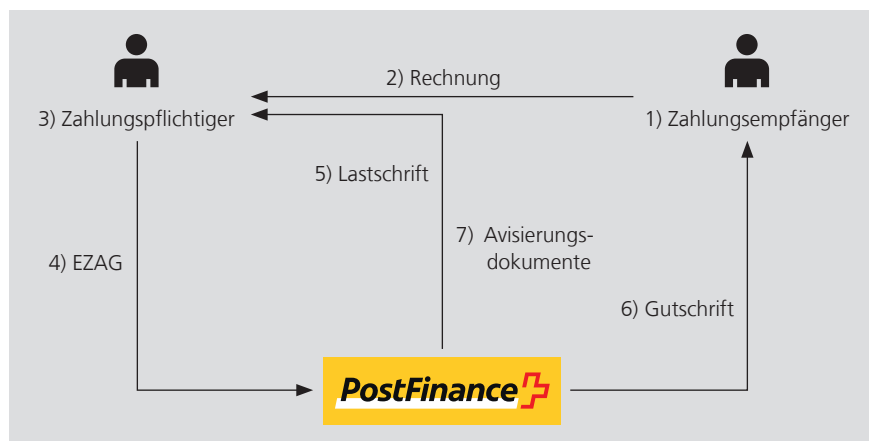 2) Rechnung
3) Zahlungspflichtiger
1) Zahlungsempfänger
5) Lastschrift
7) Avisierungs-
dokumente
4) EZAG
6) Gutschrift
PostFinance